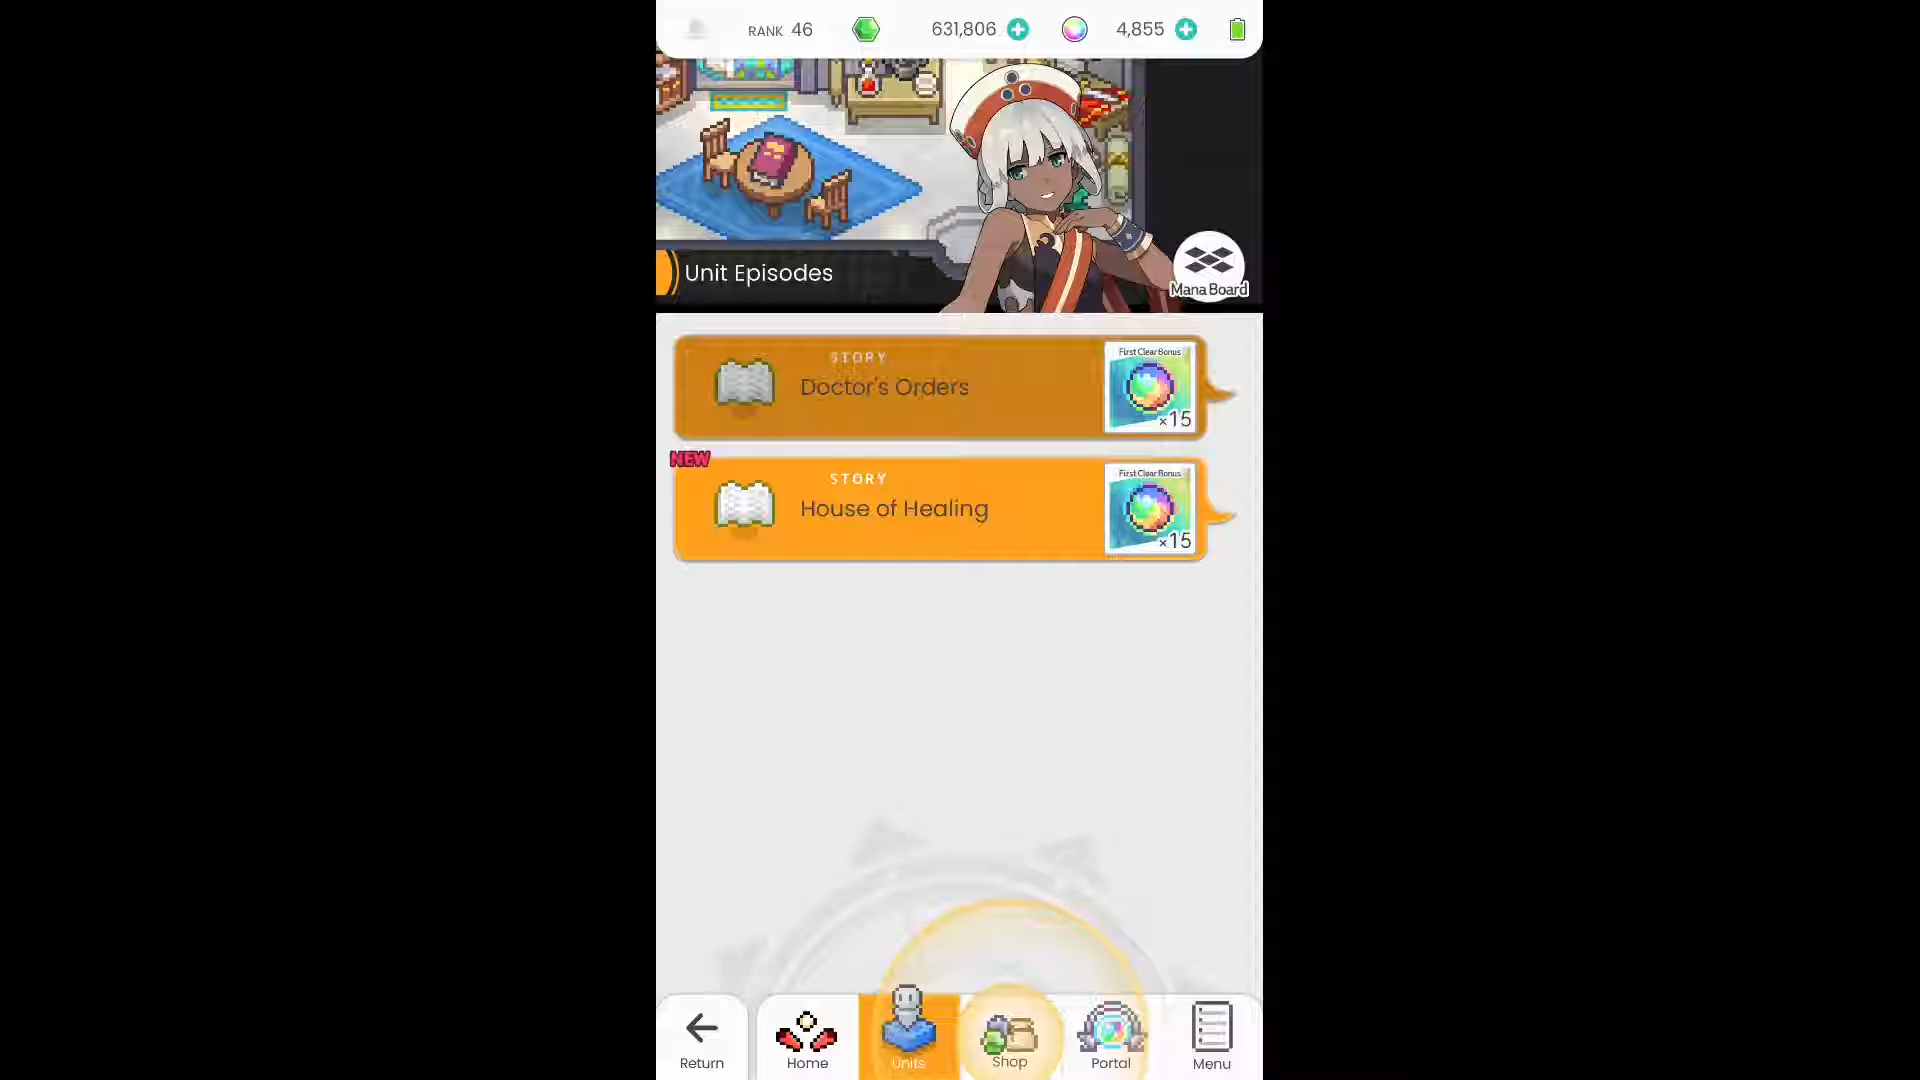 RANK 46
631,806
4,855
Unit Episodes
Mana Board
STORY
Doctor's Orders
First Clear Bonus
×15
NEW
STORY
House of Healing
First Clear Bonus
×15
Return
Home
Units
Shop
Portal
Menu